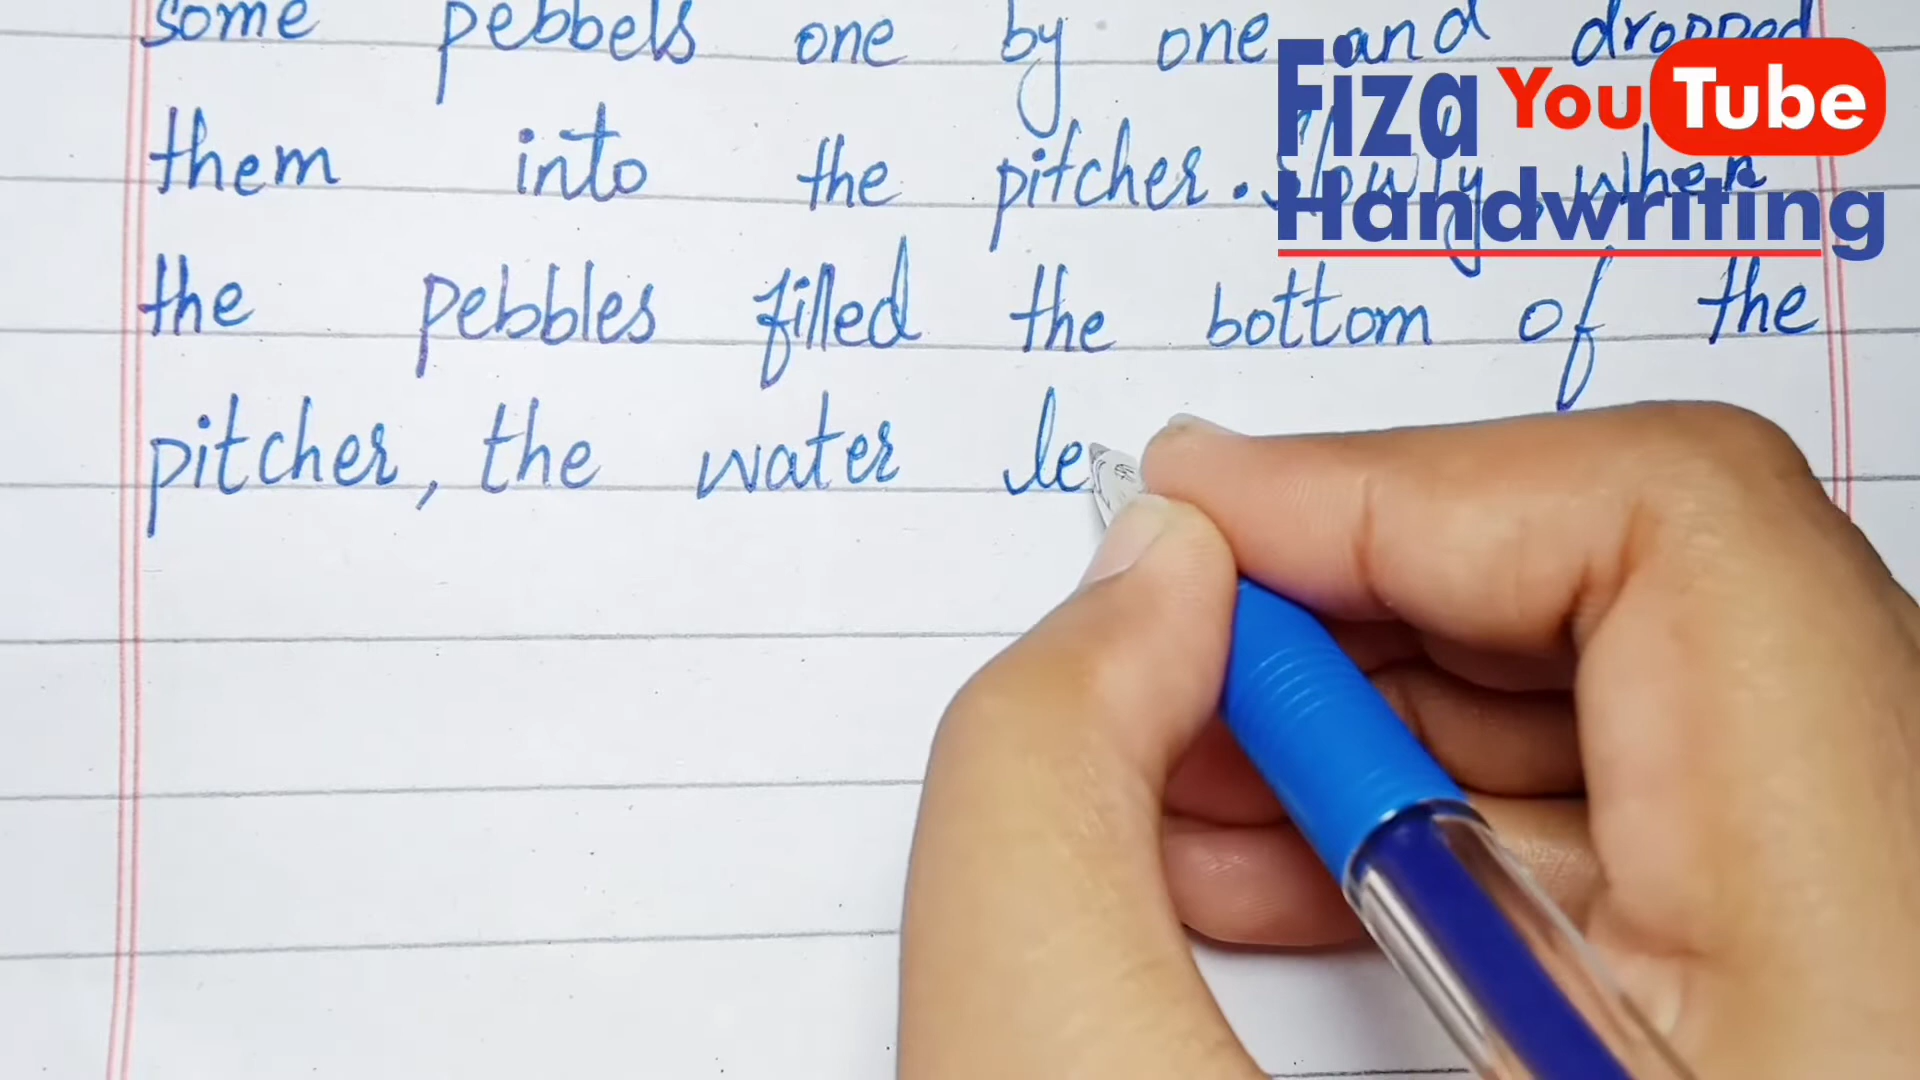 some pebbels one by one and dropped
Fiza YouTube
them into the pitcher. Slowly, when
Handwriting
the pebbles filled the bottom of the
pitcher, the water le